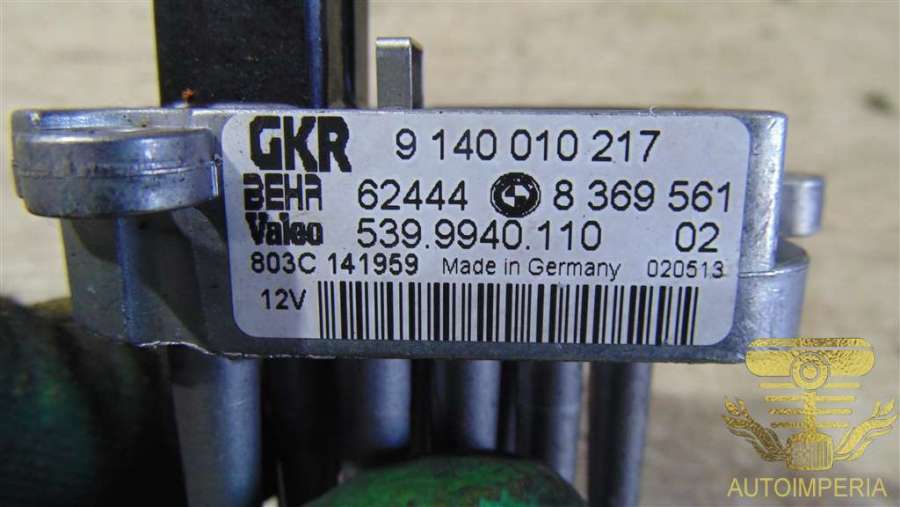 GKR 9 140 010 217
BEHR 62444 8 369 561
Valeo 539.9940.110 02
803C 141959 Made in Germany 020513
12V
AUTOIMPERIA